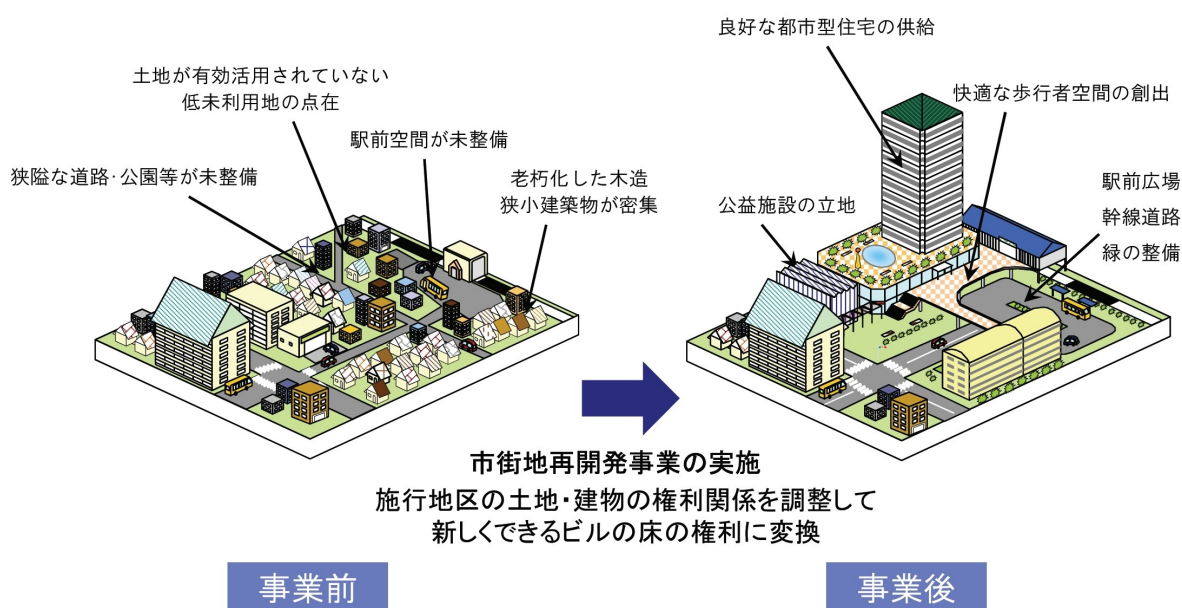 土地が有効活用されていない
低未利用地の点在
駅前空間が未整備
狭隘な道路・公園等が未整備
老朽化した木造
狭小建築物が密集
良好な都市型住宅の供給
快適な歩行者空間の創出
公益施設の立地
駅前広場
幹線道路
緑の整備
市街地再開発事業の実施
施行地区の土地・建物の権利関係を調整して
新しくできるビルの床の権利に変換
事業前
事業後